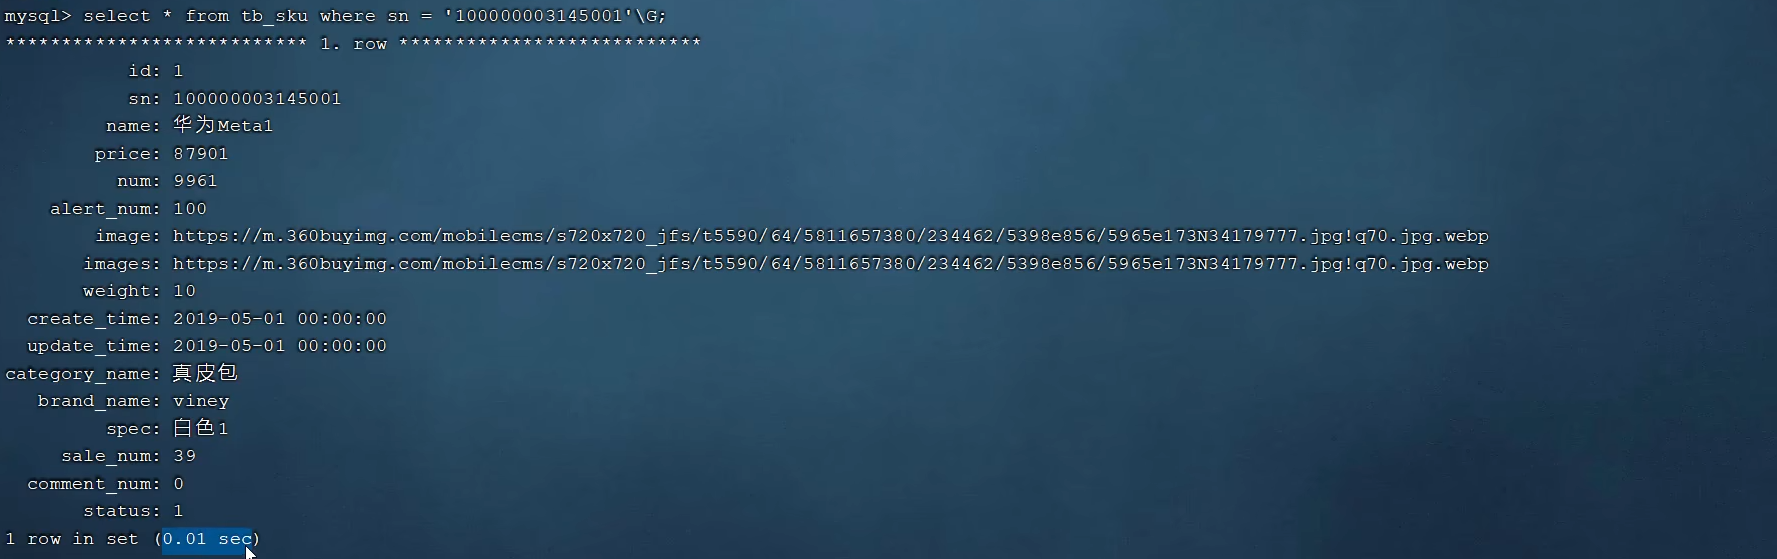 mysql> select * from tb_sku where sn = '100000003145001'\G;
*************************** 1. row ***************************
id: 1
sn: 100000003145001
name: 华为Meta1
price: 87901
num: 9961
alert_num: 100
image: https://m.360buyimg.com/mobilecms/s720x720_jfs/t5590/64/5811657380/234462/5398e856/5965e173N34179777.jpg!q70.jpg.webp
images: https://m.360buyimg.com/mobilecms/s720x720_jfs/t5590/64/5811657380/234462/5398e856/5965e173N34179777.jpg!q70.jpg.webp
weight: 10
create_time: 2019-05-01 00:00:00
update_time: 2019-05-01 00:00:00
category_name: 真皮包
brand_name: viney
spec: 白色1
sale_num: 39
comment_num: 0
status: 1
1 row in set (0.01 sec)